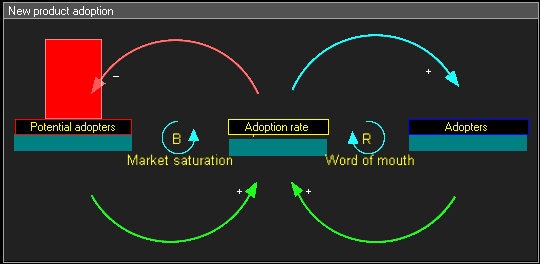 New product adoption
−
+
Potential adopters
Adoption rate
Adopters
B
R
Market saturation
Word of mouth
+
+